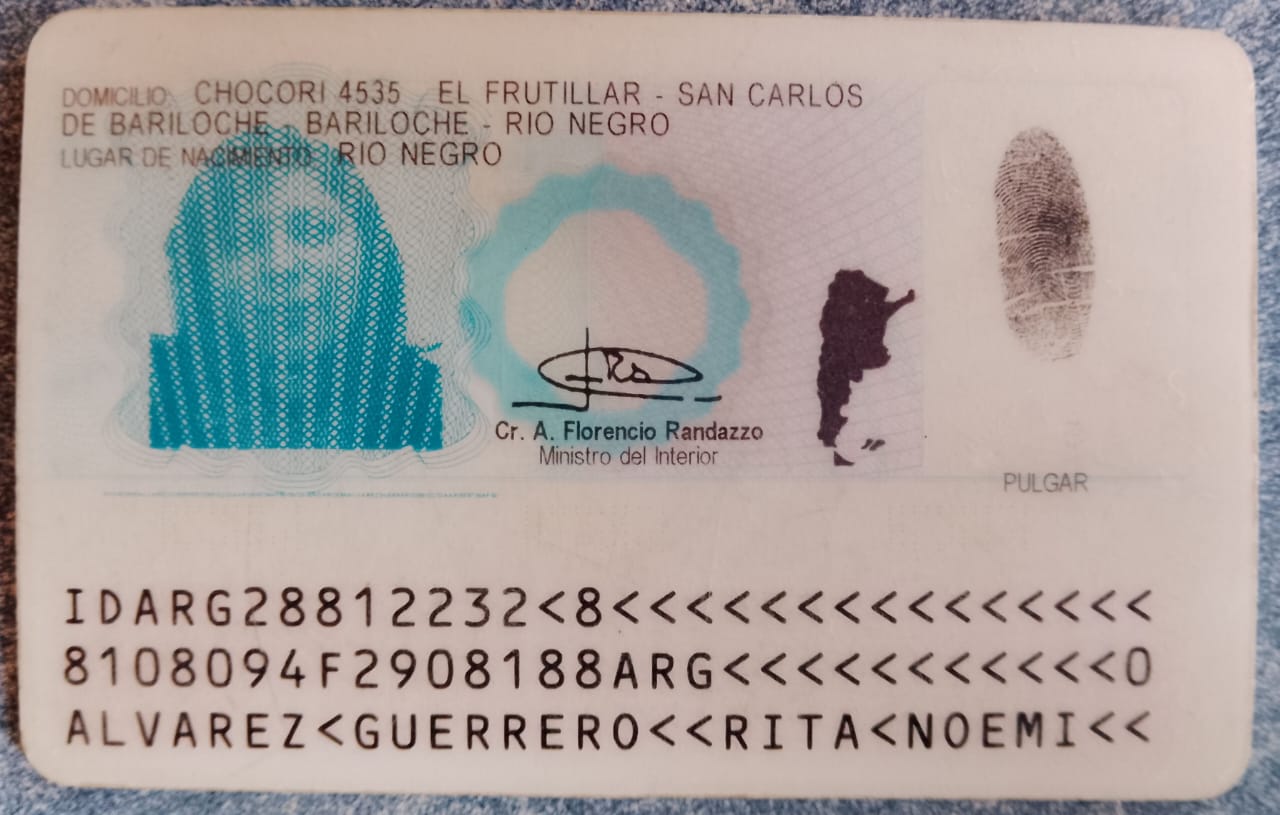 DOMICILIO CHOCORI 4535 EL FRUTILLAR - SAN CARLOS
DE BARILOCHE - BARILOCHE - RIO NEGRO
LUGAR DE NACIMIENTO RIO NEGRO
Cr. A. Florencio Randazzo
Ministro del Interior
PULGAR
IDARG28812232<8<<<<<<<<<<<<<<<
8108094F2908188ARG<<<<<<<<<<<0
ALVAREZ<GUERRERO<<RITA<NOEMI<<